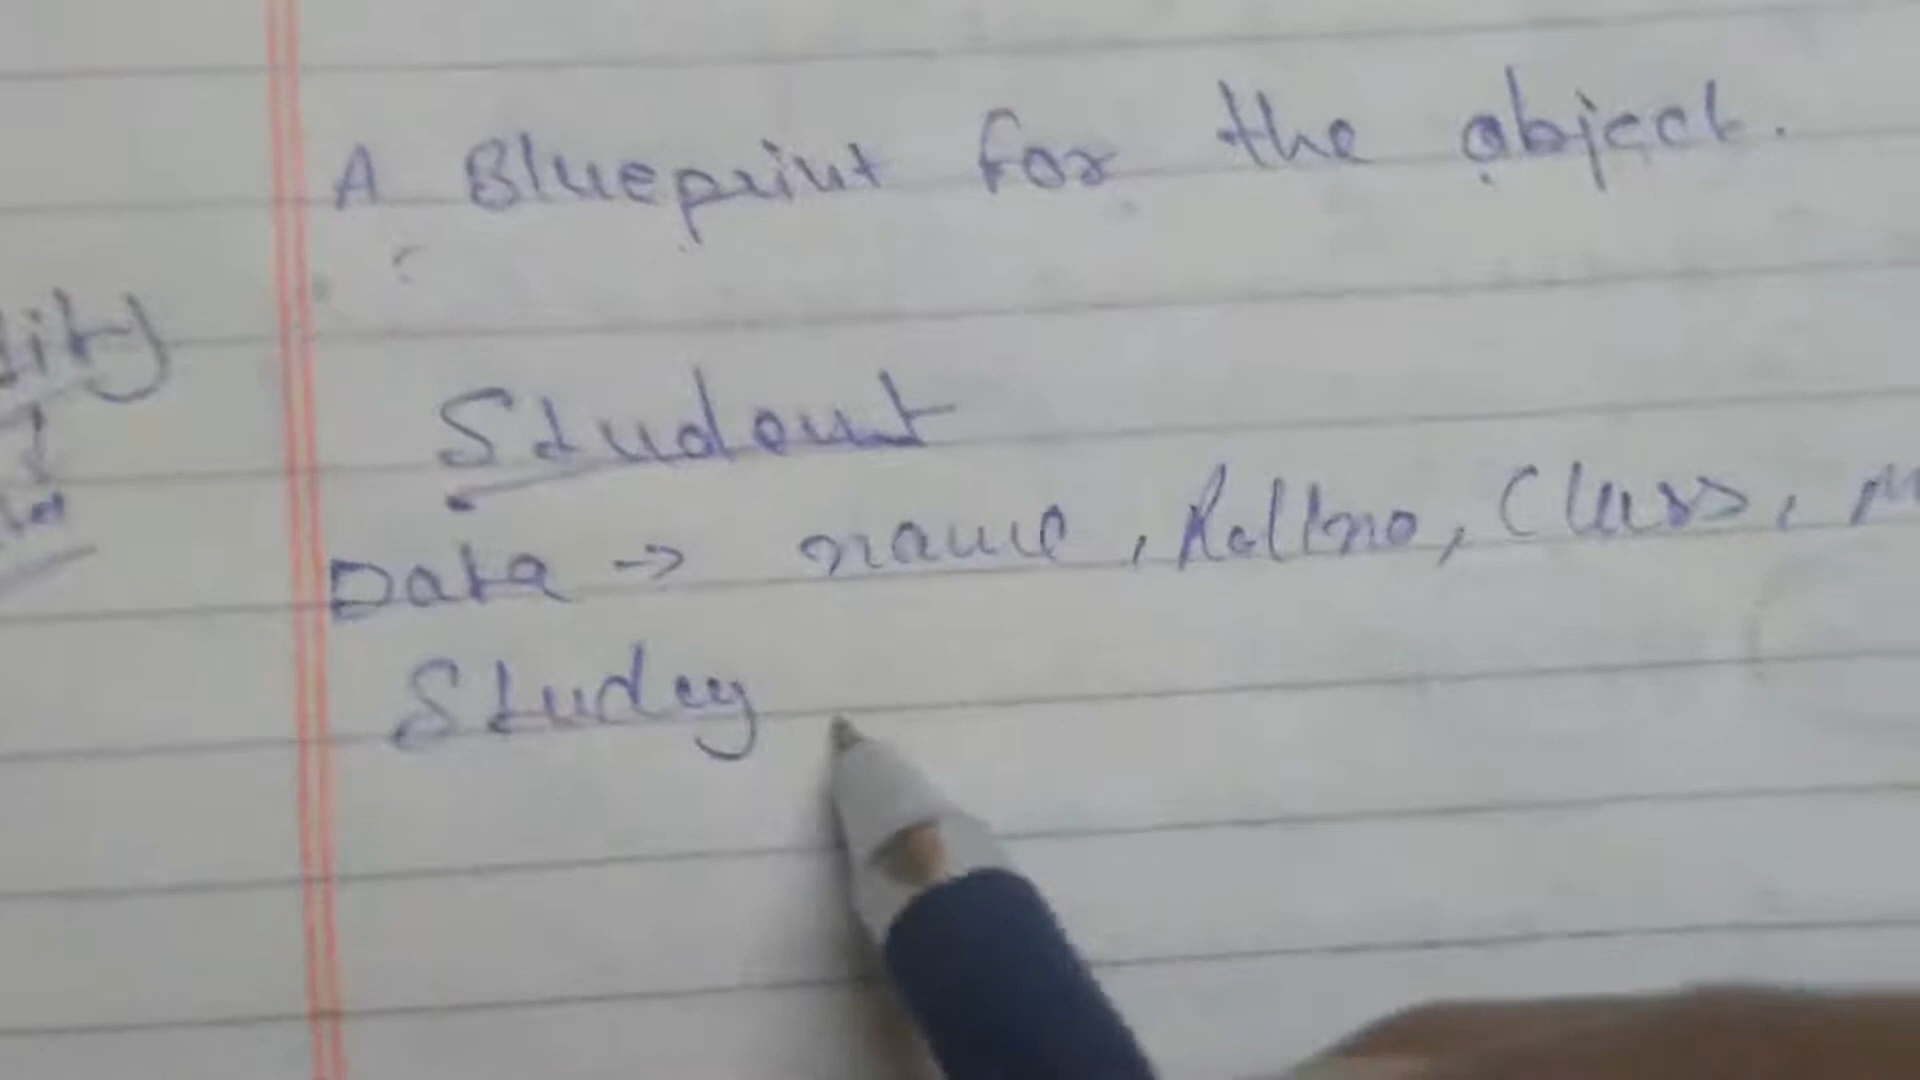 A Blueprint for the object.
Student
Data -> name, Rollno, Class,
Study